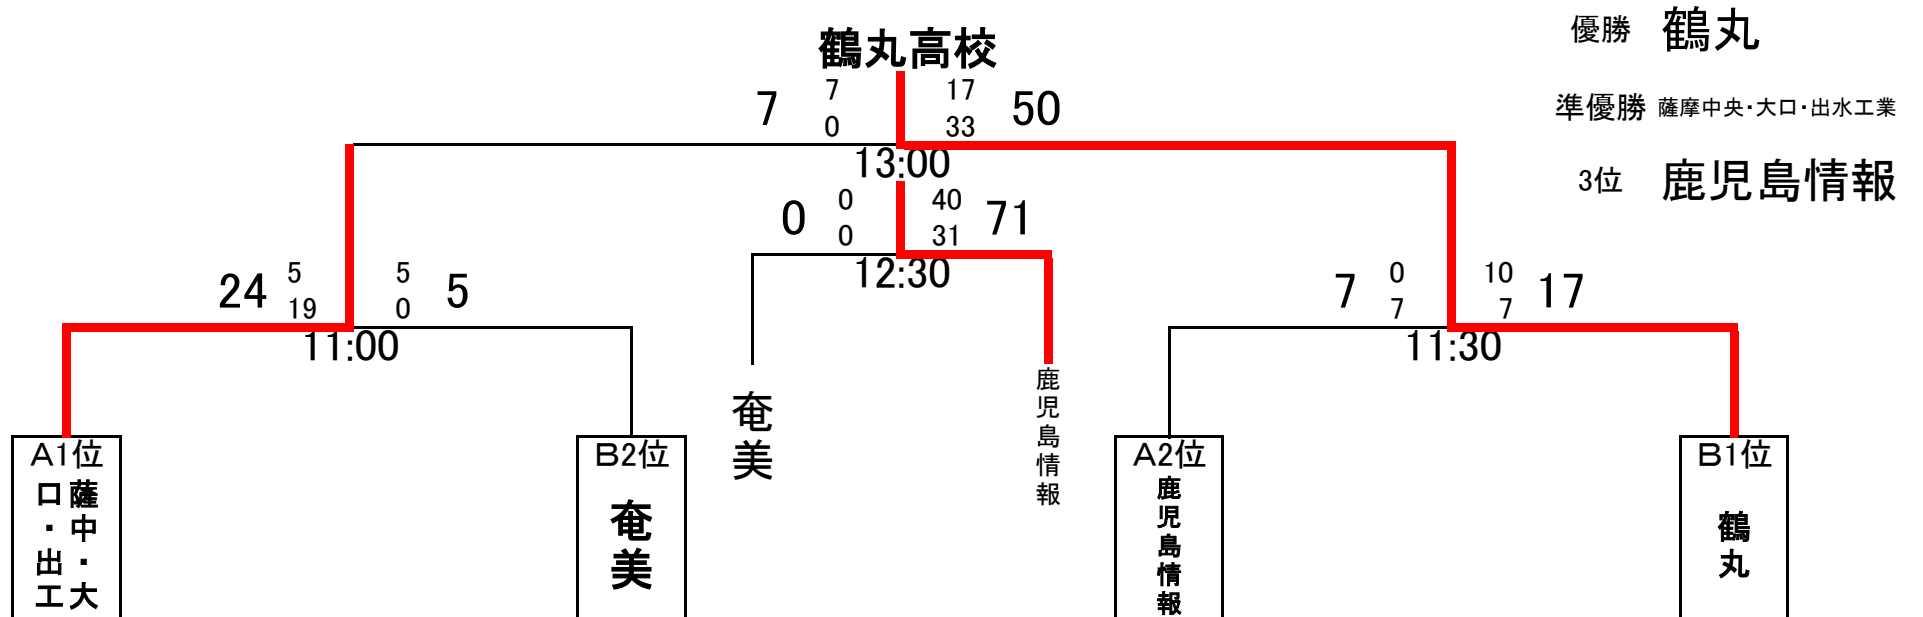 鶴丸高校
優勝 鶴丸
準優勝 薩摩中央・大口・出水工業
3位 鹿児島情報
7 7 17 50
0 33
13:00
0 0 40 71
0 31
12:30
24 5 5 5
19 0
11:00
7 0 10 17
7 7
11:30
奄美
鹿児島情報
A1位
薩中・大
口・出工
B2位
奄美
A2位
鹿児島情報
B1位
鶴丸